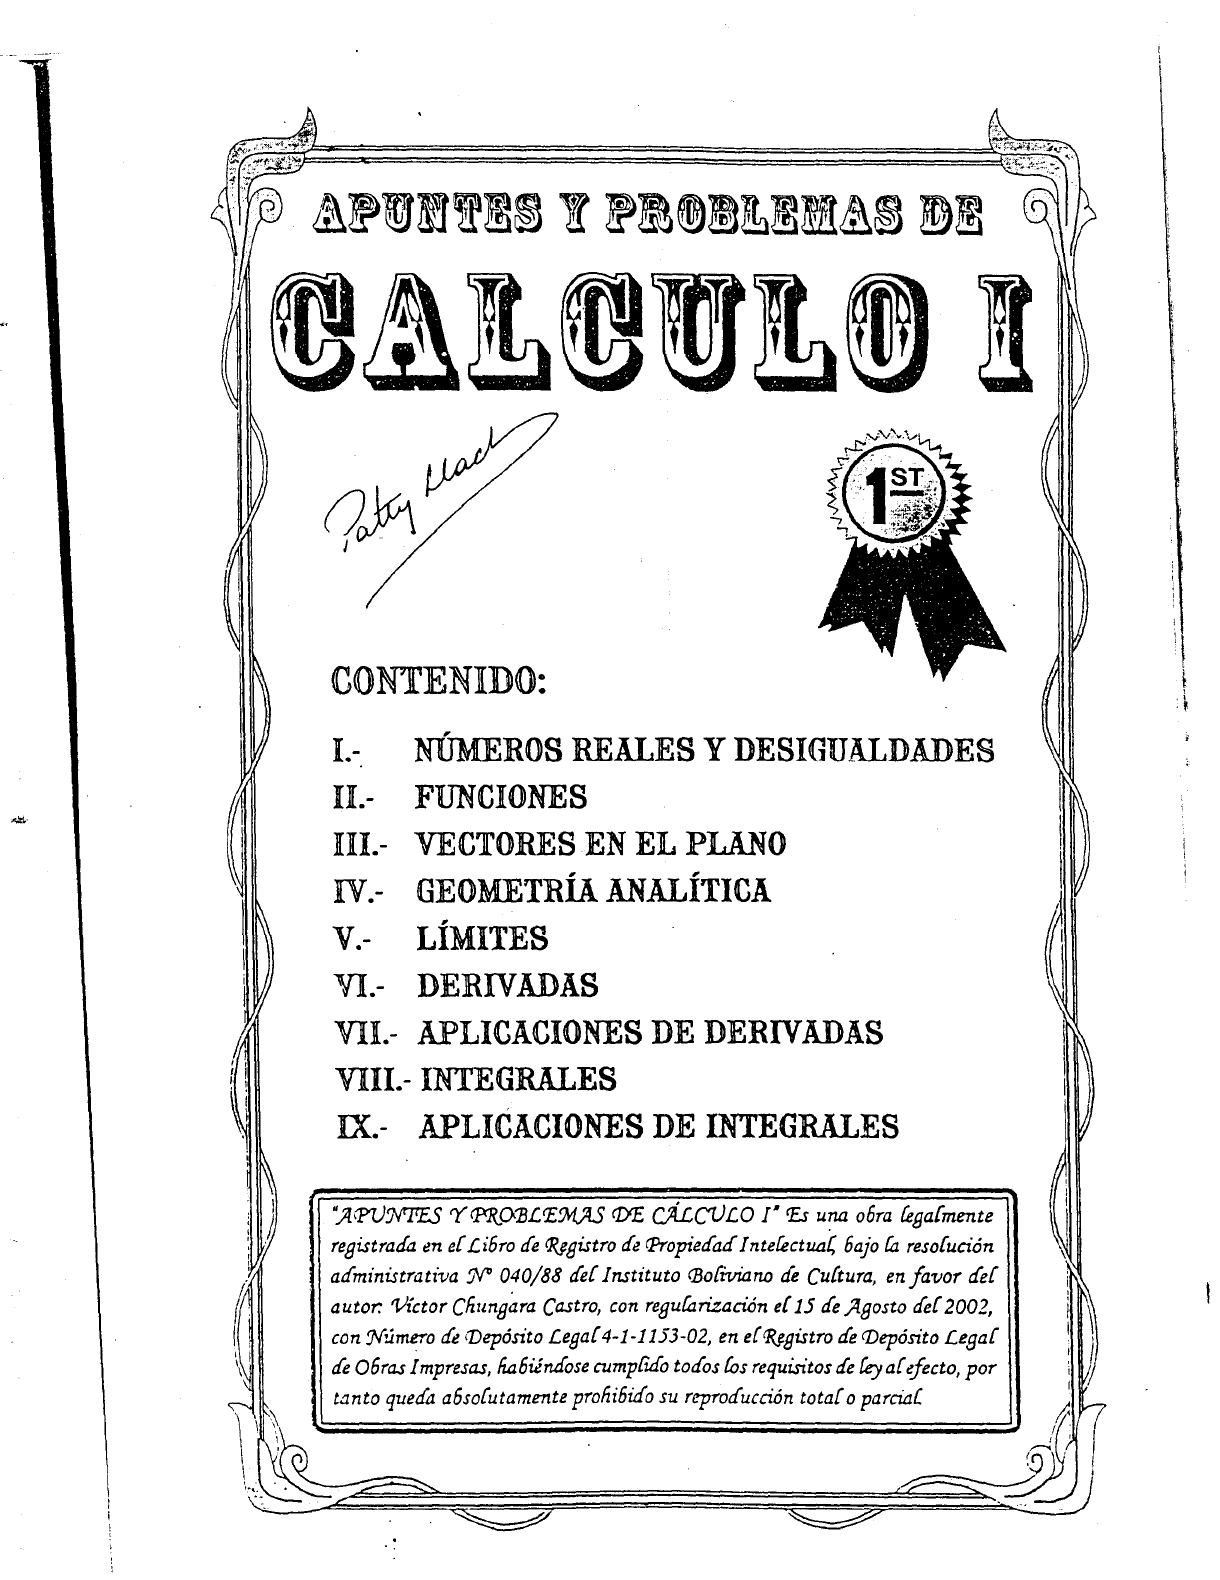 APUNTES Y PROBLEMAS DE
CALCULO I
Patty
1ST
CONTENIDO:
I.- NÚMEROS REALES Y DESIGUALDADES
II.- FUNCIONES
III.- VECTORES EN EL PLANO
IV.- GEOMETRÍA ANALÍTICA
V.- LÍMITES
VI.- DERIVADAS
VII.- APLICACIONES DE DERIVADAS
VIII.- INTEGRALES
IX.- APLICACIONES DE INTEGRALES
"APUNTES Y PROBLEMAS DE CÁLCULO I" Es una obra legalmente
registrada en el Libro de Registro de Propiedad Intelectual, bajo la resolución
administrativa Nº 040/88 del Instituto Boliviano de Cultura, en favor del
autor: Víctor Chungara Castro, con regularización el 15 de Agosto del 2002,
con Número de Depósito Legal 4-1-1153-02, en el Registro de Depósito Legal
de Obras Impresas, habiéndose cumplido todos los requisitos de ley al efecto, por
tanto queda absolutamente prohibido su reproducción total o parcial.